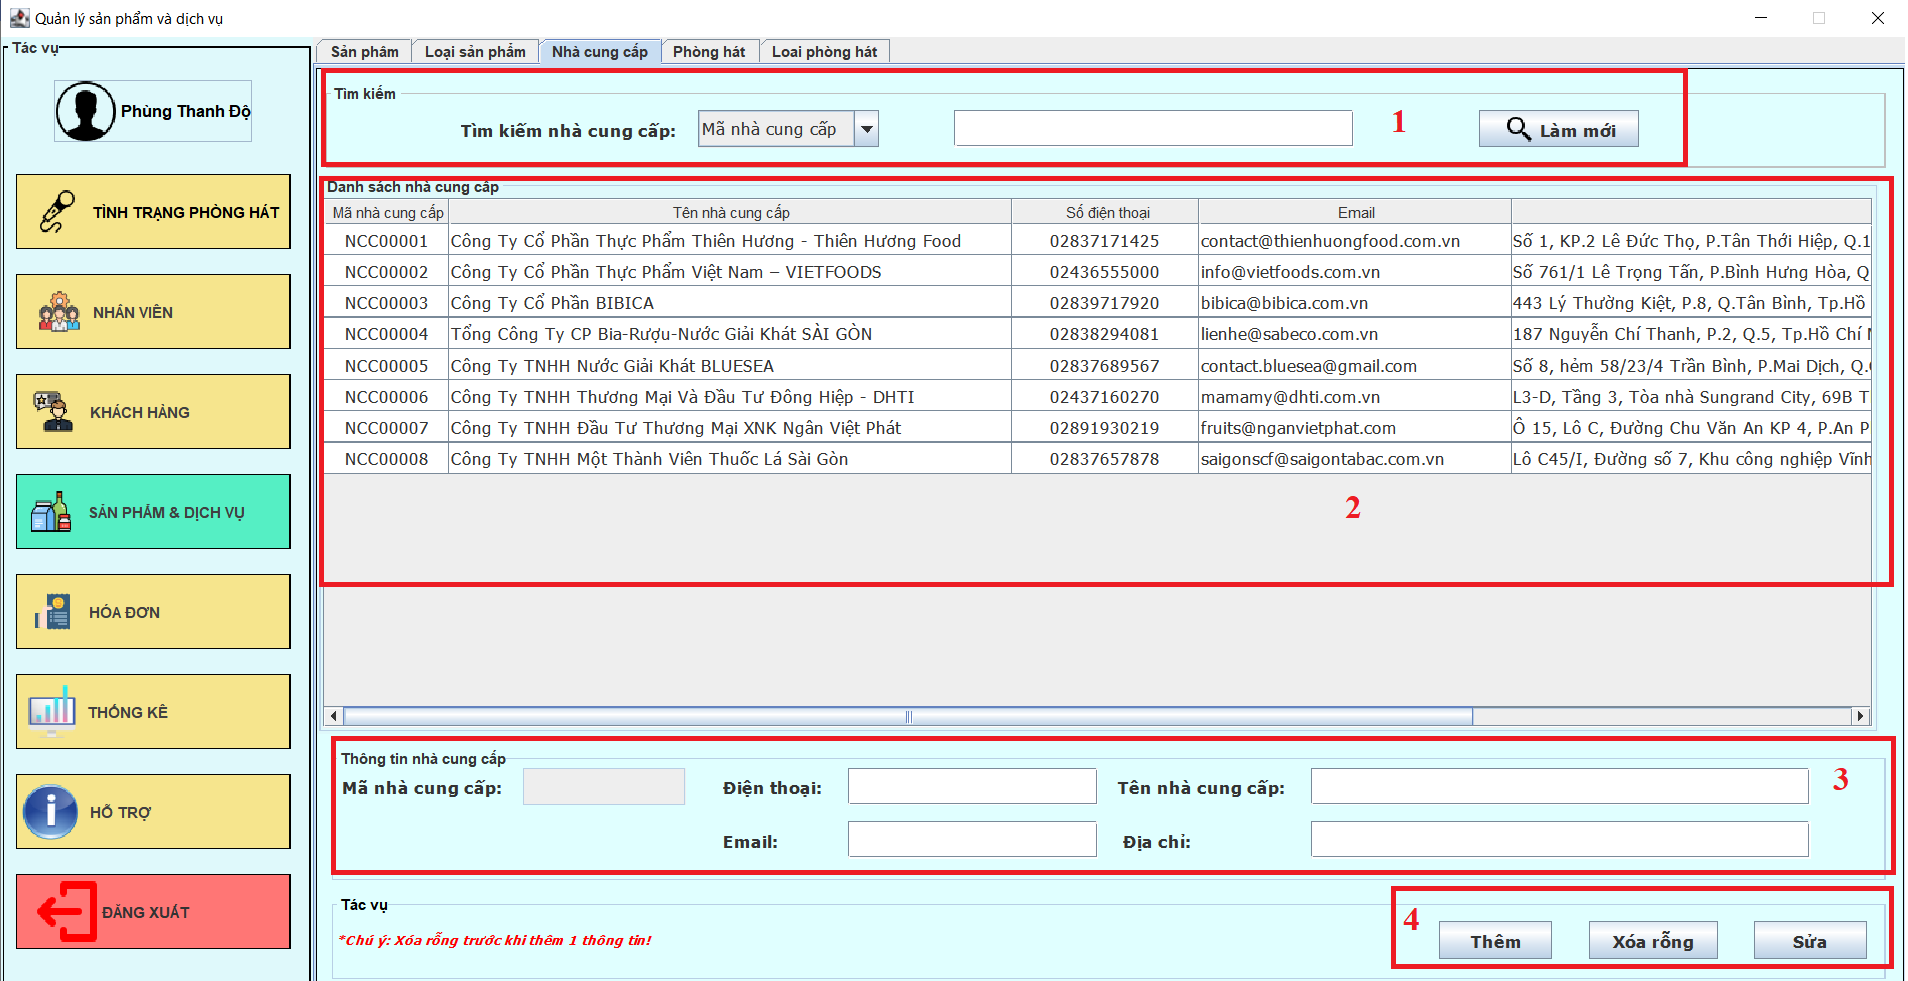 Quản lý sản phẩm và dịch vụ
Tác vụ
Phùng Thanh Độ
TÌNH TRẠNG PHÒNG HÁT
NHÂN VIÊN
KHÁCH HÀNG
SẢN PHẨM & DỊCH VỤ
HÓA ĐƠN
THỐNG KÊ
HỖ TRỢ
ĐĂNG XUẤT
Sản phẩm Loại sản phẩm Nhà cung cấp Phòng hát Loai phòng hát
Tìm kiếm
Tìm kiếm nhà cung cấp: Mã nhà cung cấp 1 Làm mới
Danh sách nhà cung cấp
Mã nhà cung cấp Tên nhà cung cấp Số điện thoại Email
NCC00001 Công Ty Cổ Phần Thực Phẩm Thiên Hương - Thiên Hương Food 02837171425 contact@thienhuongfood.com.vn Số 1, KP.2 Lê Đức Thọ, P.Tân Thới Hiệp, Q.1
NCC00002 Công Ty Cổ Phần Thực Phẩm Việt Nam – VIETFOODS 02436555000 info@vietfoods.com.vn Số 761/1 Lê Trọng Tấn, P.Bình Hưng Hòa, Q
NCC00003 Công Ty Cổ Phần BIBICA 02839717920 bibica@bibica.com.vn 443 Lý Thường Kiệt, P.8, Q.Tân Bình, Tp.Hồ
NCC00004 Tổng Công Ty CP Bia-Rượu-Nước Giải Khát SÀI GÒN 02838294081 lienhe@sabeco.com.vn 187 Nguyễn Chí Thanh, P.2, Q.5, Tp.Hồ Chí
NCC00005 Công Ty TNHH Nước Giải Khát BLUESEA 02837689567 contact.bluesea@gmail.com Số 8, hẻm 58/23/4 Trần Bình, P.Mai Dịch, Q.
NCC00006 Công Ty TNHH Thương Mại Và Đầu Tư Đông Hiệp - DHTI 02437160270 mamamy@dhti.com.vn L3-D, Tầng 3, Tòa nhà Sungrand City, 69B T
NCC00007 Công Ty TNHH Đầu Tư Thương Mại XNK Ngân Việt Phát 02891930219 fruits@nganvietphat.com Ô 15, Lô C, Đường Chu Văn An KP 4, P.An P
NCC00008 Công Ty TNHH Một Thành Viên Thuốc Lá Sài Gòn 02837657878 saigonscf@saigontabac.com.vn Lô C45/I, Đường số 7, Khu công nghiệp Vĩnh
2
Thông tin nhà cung cấp
Mã nhà cung cấp: Điện thoại: Tên nhà cung cấp: 3
Email: Địa chỉ:
Tác vụ
*Chú ý: Xóa rỗng trước khi thêm 1 thông tin!
4 Thêm Xóa rỗng Sửa